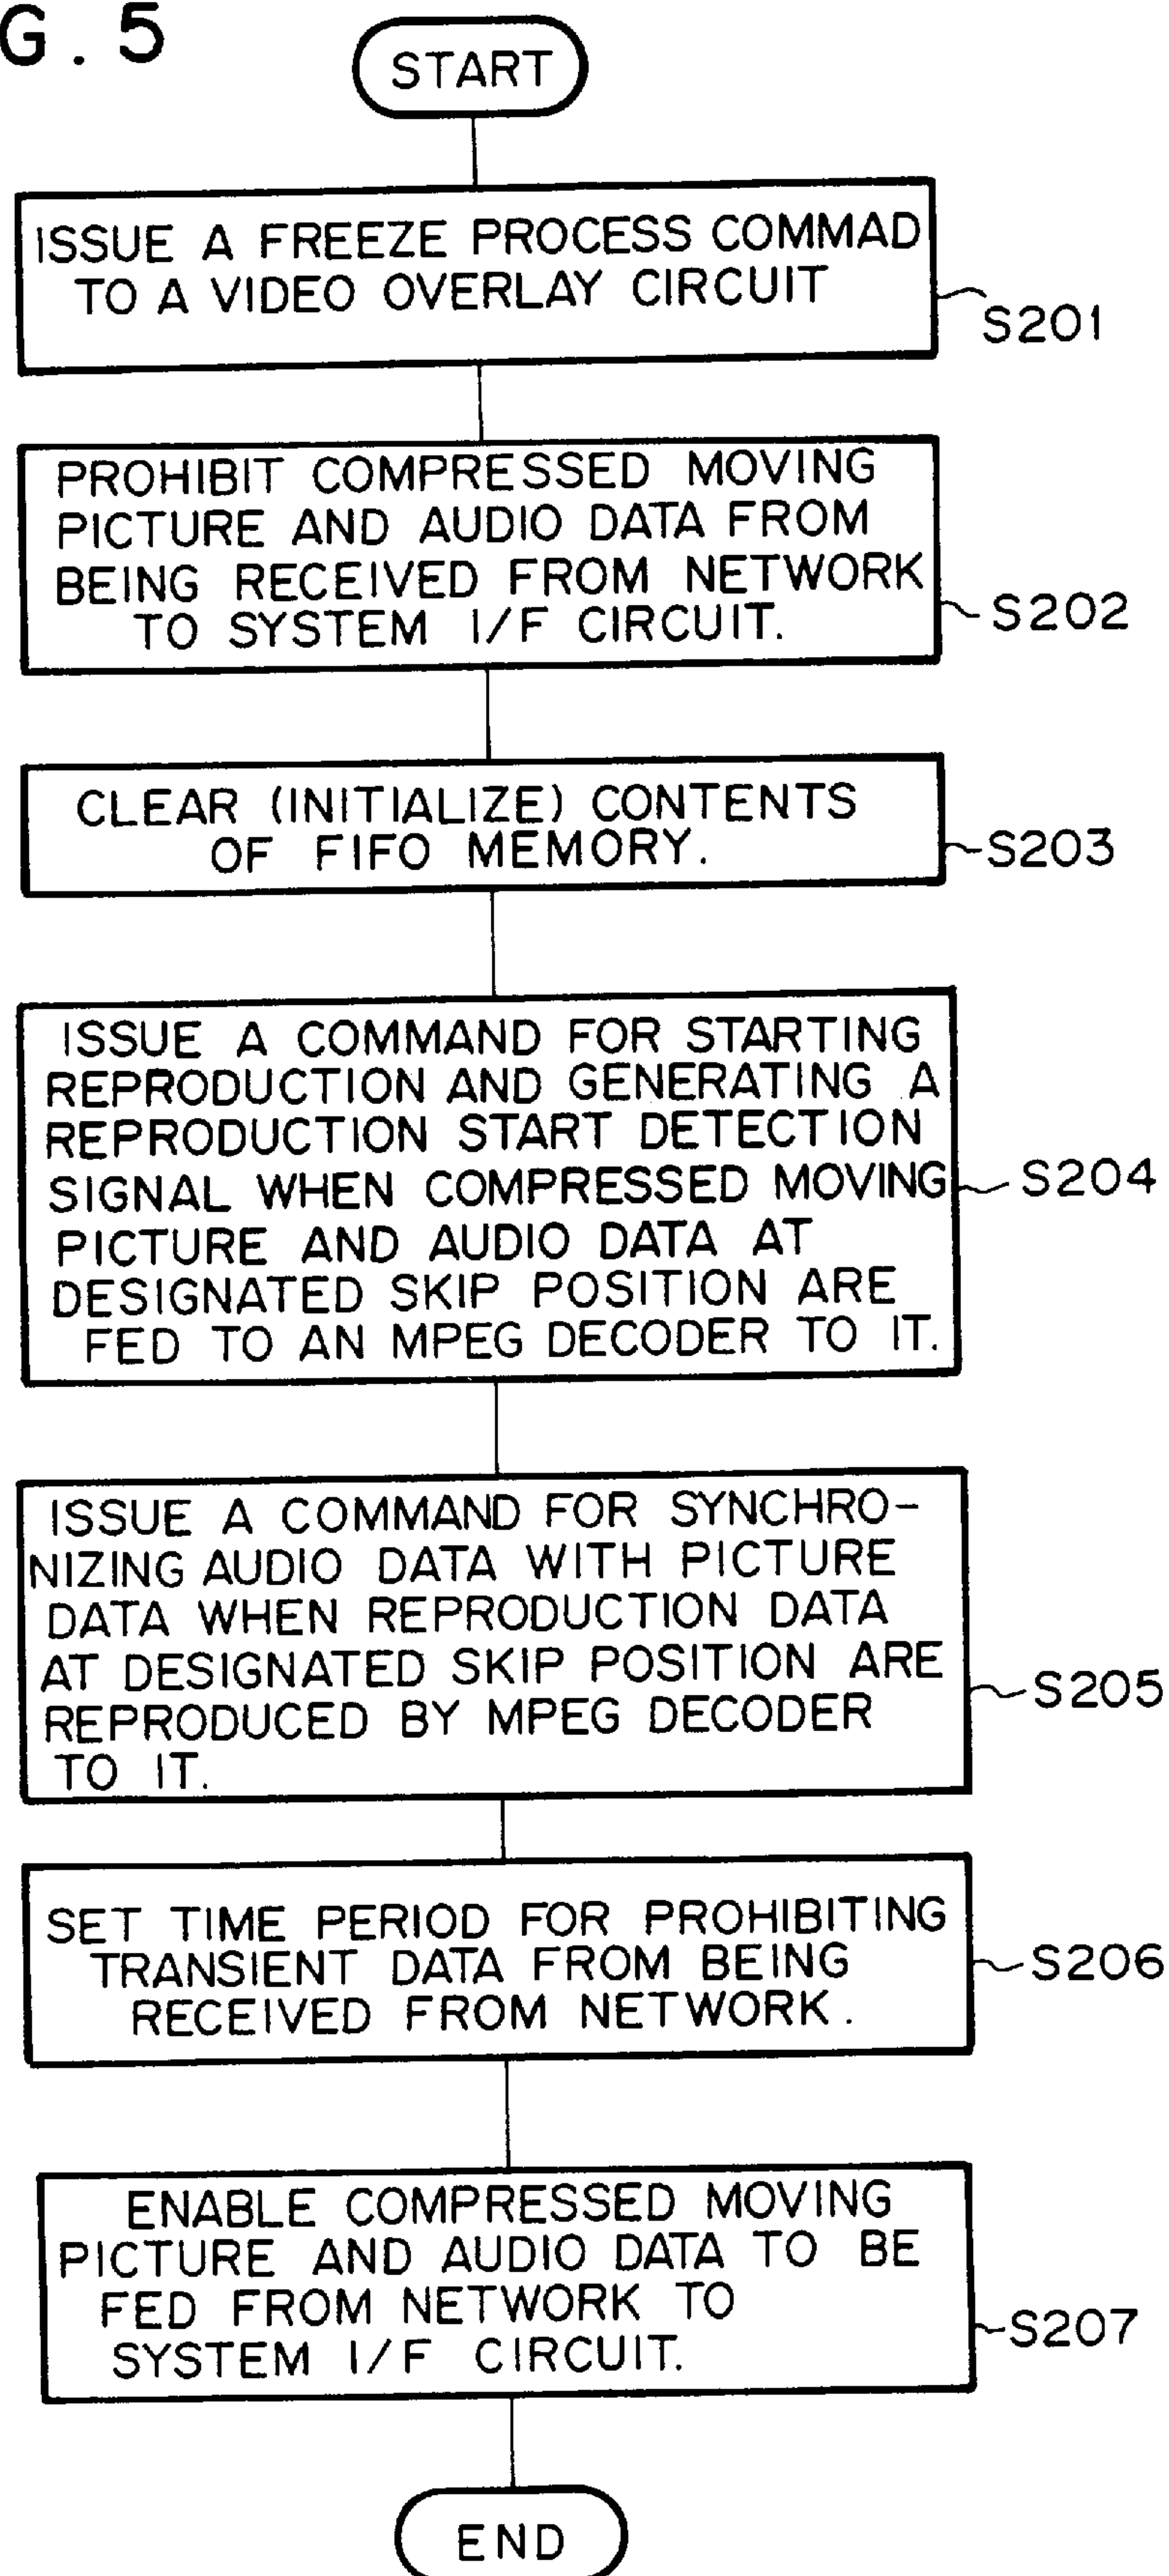 G. 5
START
ISSUE A FREEZE PROCESS COMMAD
TO A VIDEO OVERLAY CIRCUIT
S201
PROHIBIT COMPRESSED MOVING
PICTURE AND AUDIO DATA FROM
BEING RECEIVED FROM NETWORK
TO SYSTEM I/F CIRCUIT.
S202
CLEAR (INITIALIZE) CONTENTS
OF FIFO MEMORY.
S203
ISSUE A COMMAND FOR STARTING
REPRODUCTION AND GENERATING A
REPRODUCTION START DETECTION
SIGNAL WHEN COMPRESSED MOVING
PICTURE AND AUDIO DATA AT
DESIGNATED SKIP POSITION ARE
FED TO AN MPEG DECODER TO IT.
S204
ISSUE A COMMAND FOR SYNCHRO-
NIZING AUDIO DATA WITH PICTURE
DATA WHEN REPRODUCTION DATA
AT DESIGNATED SKIP POSITION ARE
REPRODUCED BY MPEG DECODER
TO IT.
S205
SET TIME PERIOD FOR PROHIBITING
TRANSIENT DATA FROM BEING
RECEIVED FROM NETWORK.
S206
ENABLE COMPRESSED MOVING
PICTURE AND AUDIO DATA TO BE
FED FROM NETWORK TO
SYSTEM I/F CIRCUIT.
S207
END